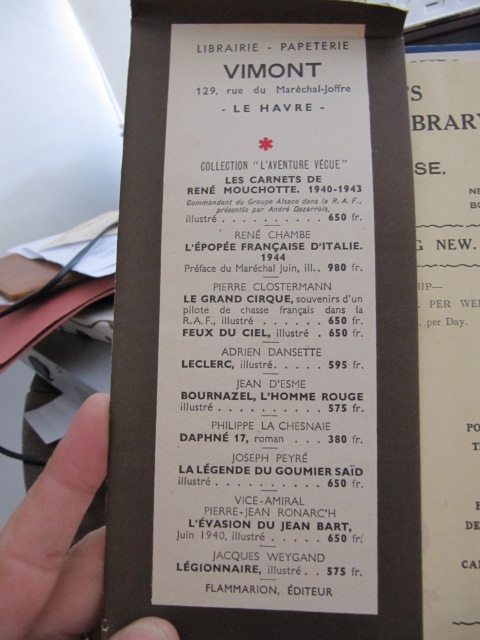 LIBRAIRIE - PAPETERIE
VIMONT
129, rue du Maréchal-Joffre
- LE HAVRE -
*
COLLECTION "L'AVENTURE VÉCUE"
LES CARNETS DE
RENÉ MOUCHOTTE. 1940-1943
Commandant du Groupe Alsace dans la R.A.F.,
présentés par André Dezarrois,
illustré . . . . . . . . . . 650 fr.
RENÉ CHAMBE
L'ÉPOPÉE FRANÇAISE D'ITALIE.
1944
Préface du Maréchal Juin, ill.. 980 fr.
PIERRE CLOSTERMANN
LE GRAND CIRQUE, souvenirs d'un
pilote de chasse français dans la
R.A.F., illustré . . . . . . 650 fr.
FEUX DU CIEL, illustré . 650 fr.
ADRIEN DANSETTE
LECLERC, illustré. . . . . 595 fr.
JEAN D'ESME
BOURNAZEL, L'HOMME ROUGE
illustré . . . . . . . . . . 575 fr.
PHILIPPE LA CHESNAIE
DAPHNÉ 17, roman . . . 380 fr.
JOSEPH PEYRÉ
LA LÉGENDE DU GOUMIER SAÏD
illustré . . . . . . . . . . 650 fr.
VICE-AMIRAL
PIERRE-JEAN RONARC'H
L'ÉVASION DU JEAN BART,
Juin 1940, illustré . . . . 650 fr.
JACQUES WEYGAND
LÉGIONNAIRE, illustré . . 575 fr.
FLAMMARION, ÉDITEUR
'S
BRARY
SE.
NE
BO
G NEW.
HIP—
PER WE
per Day.
PO
T
DE
CA